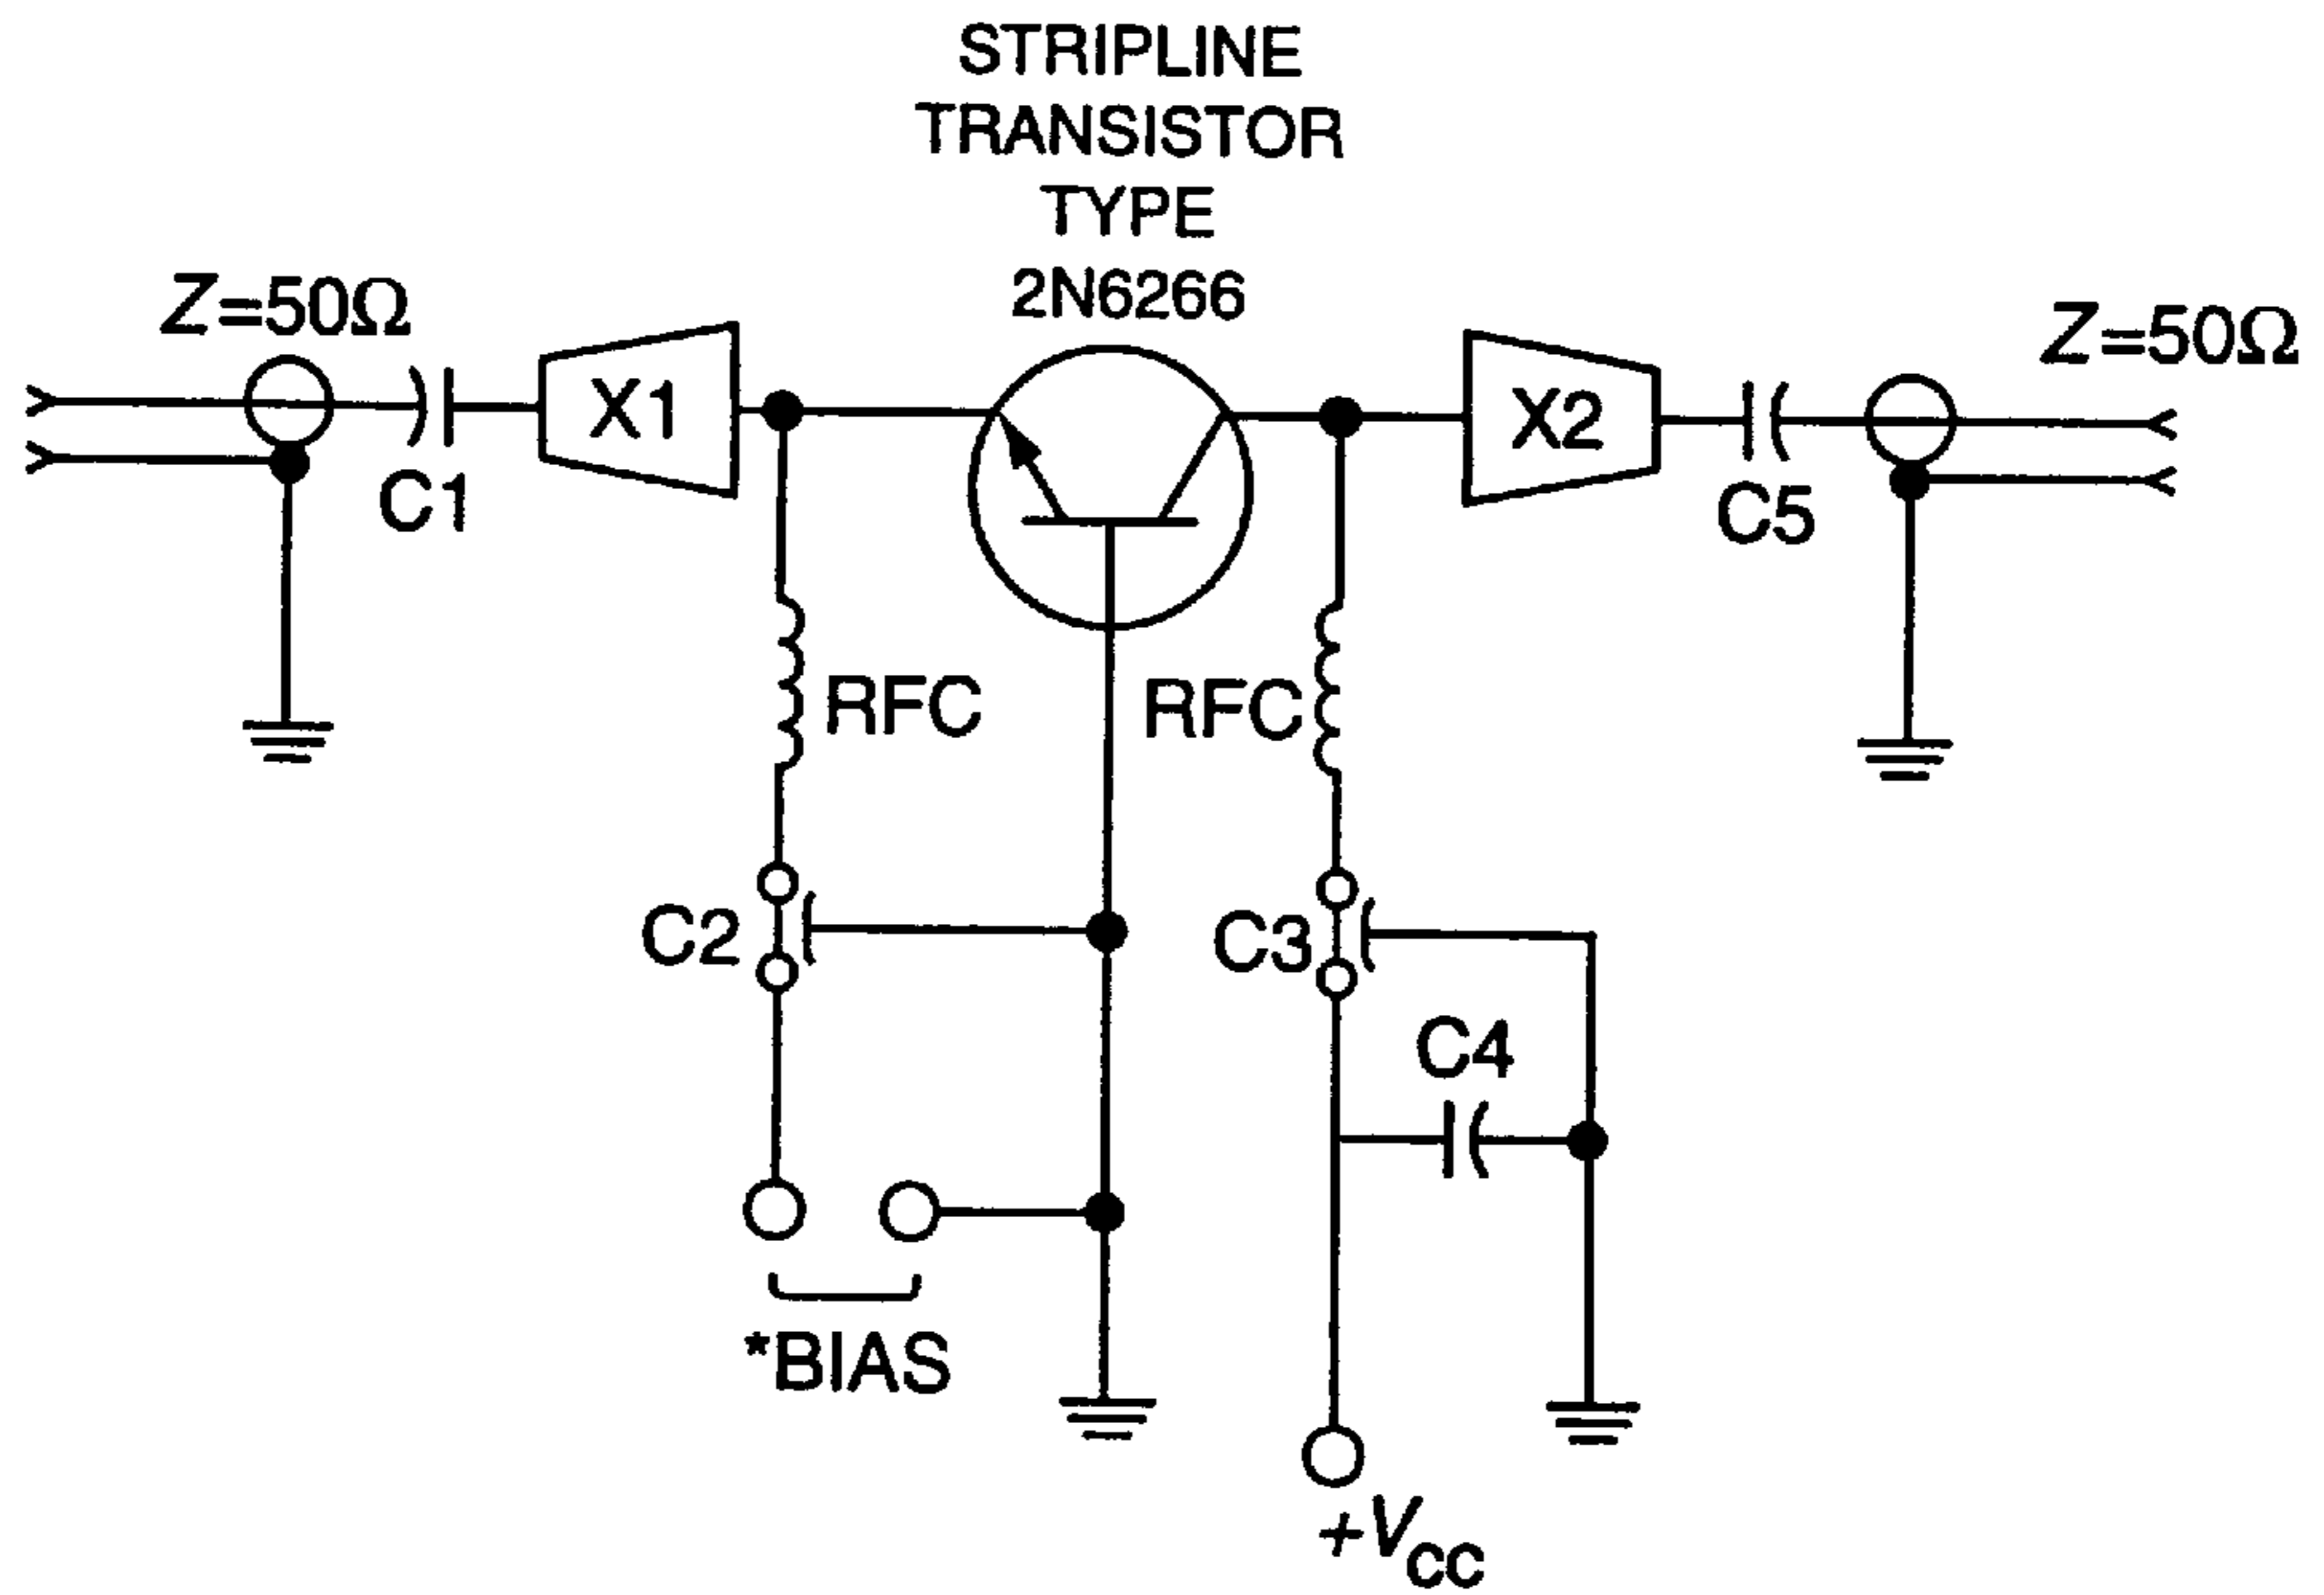 STRIPLINE
TRANSISTOR
TYPE
2N6266
Z=50Ω
Z=50Ω
X1
X2
C1
C5
RFC
RFC
C2
C3
C4
*BIAS
+VCC